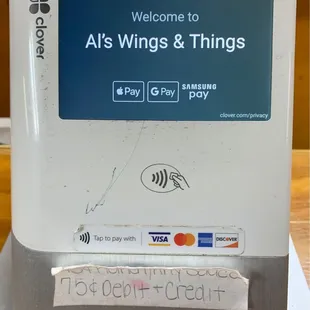 clover
Welcome to
Al's Wings & Things
Pay
G Pay
SAMSUNG
pay
clover.com/privacy
Tap to pay with
VISA
DISCOVER
75¢ Debit + Credit